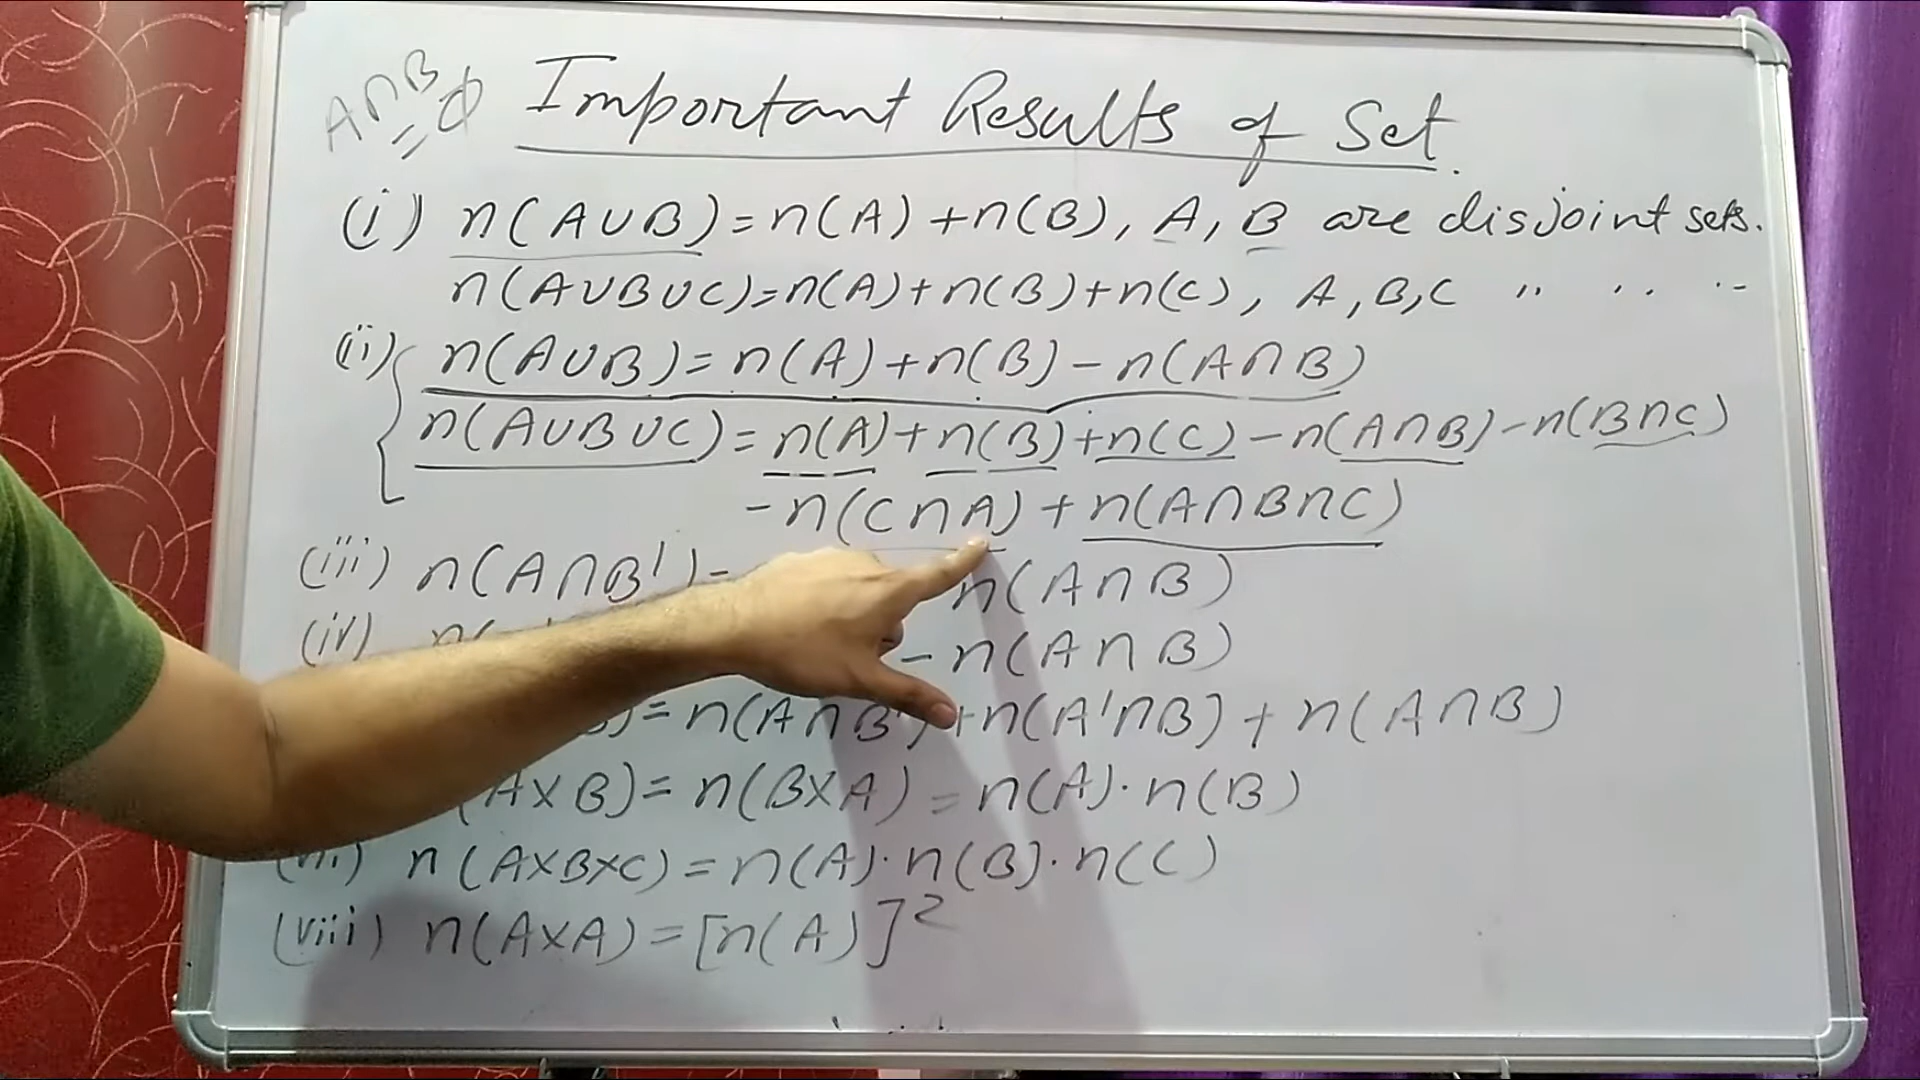 A∩B
= ϕ
Important Results of Set.
(i) n(A∪B)=n(A)+n(B), A, B are disjoint sets.
n(A∪B∪C)=n(A)+n(B)+n(C), A, B, C ,, .. ..
(ii) n(A∪B)=n(A)+n(B)-n(A∩B)
n(A∪B∪C)=n(A)+n(B)+n(C)-n(A∩B)-n(B∩C)
-n(C∩A)+n(A∩B∩C)
(iii) n(A∩B')= n(A∩B)
(iv) -n(A∩B)
B)=n(A∩B')+n(A'∩B)+n(A∩B)
(A×B)=n(B×A)=n(A)·n(B)
n(A×B×C)=n(A)·n(B)·n(C)
(viii) n(A×A)=[n(A)]²